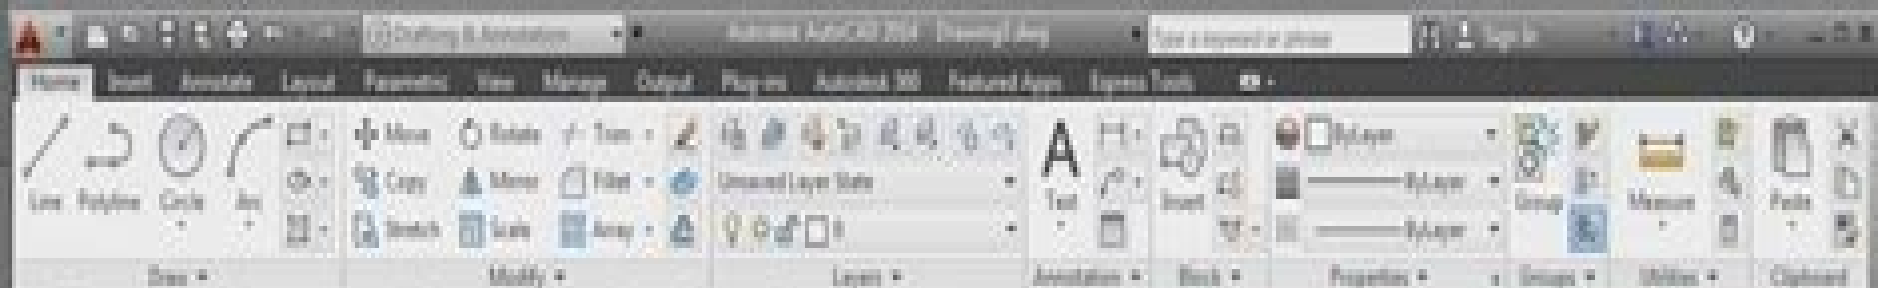 Drafting & Annotation Autodesk AutoCAD 2014 Drawing1.dwg Type a keyword or phrase Sign In
Home Insert Annotate Layout Parametric View Manage Output Plug-ins Autodesk 360 Featured Apps Express Tools
Move Rotate Trim ByLayer
Copy Mirror Fillet Unsaved Layer State ByLayer
Line Polyline Circle Arc Text Insert Group Measure Paste
Stretch Scale Array 0 ByLayer
Draw Modify Layers Annotation Block Properties Groups Utilities Clipboard